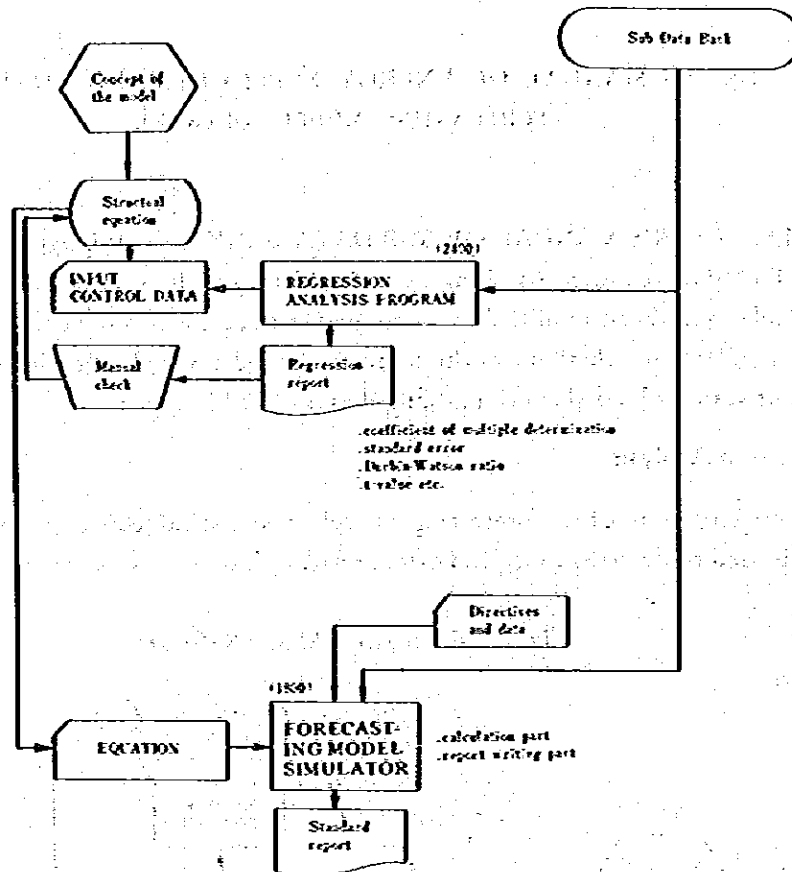 Sub Data Bank
Concept of
the model
Structual
equation
(2400)
INPUT
CONTROL DATA
REGRESSION
ANALYSIS PROGRAM
Manual
check
Regression
report
.coefficient of multiple determination
.standard error
.Durbin-Watson ratio
.t-value etc.
Directives
and data
EQUATION
FORECAST-
ING MODEL
SIMULATOR
.calculation part
.report writing part
Standard
report